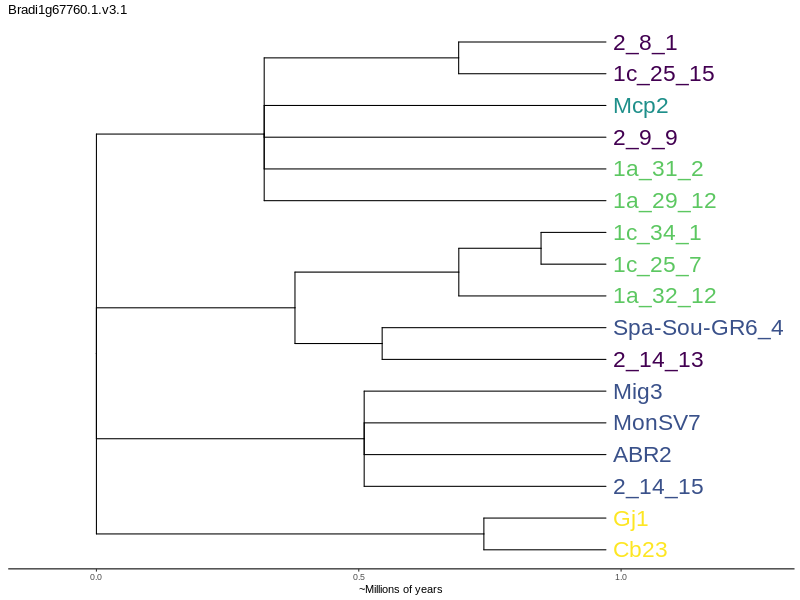 Bradi1g67760.1.v3.1
2_8_1
1c_25_15
Mcp2
2_9_9
1a_31_2
1a_29_12
1c_34_1
1c_25_7
1a_32_12
Spa-Sou-GR6_4
2_14_13
Mig3
MonSV7
ABR2
2_14_15
Gj1
Cb23
0.0 0.5 1.0
~Millions of years